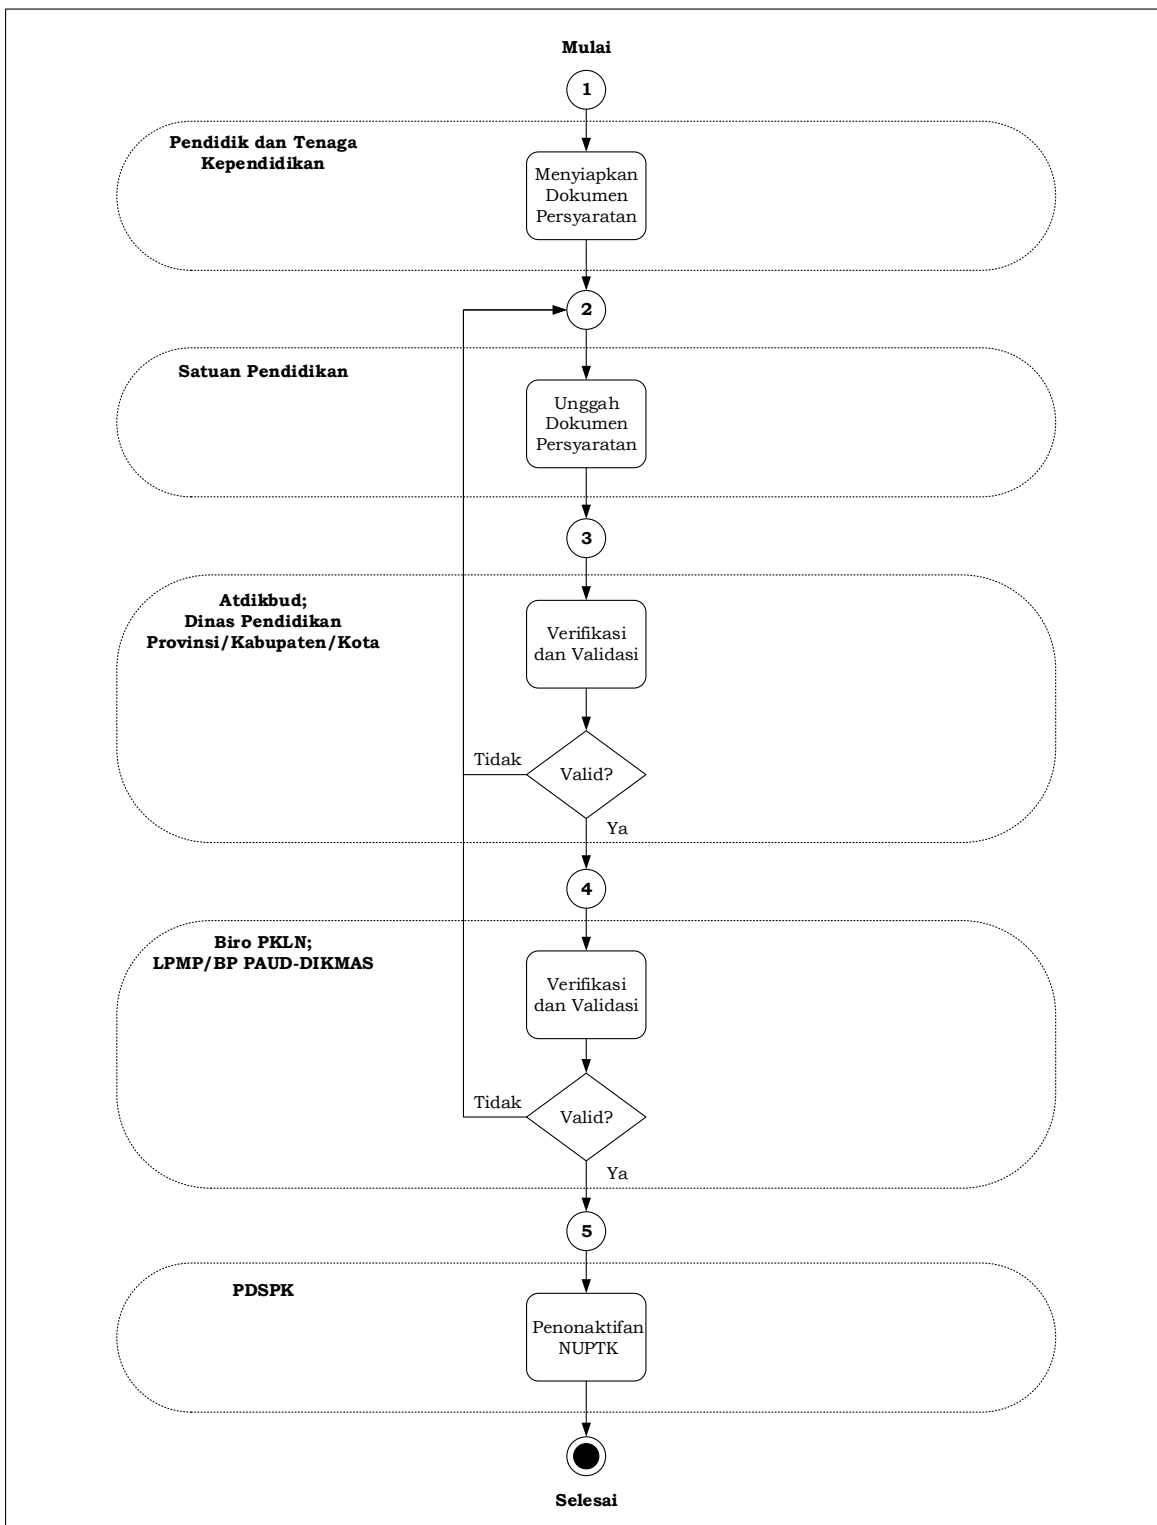 Mulai
1
Pendidik dan Tenaga
Kependidikan
Menyiapkan
Dokumen
Persyaratan
2
Satuan Pendidikan
Unggah
Dokumen
Persyaratan
3
Atdikbud;
Dinas Pendidikan
Provinsi/Kabupaten/Kota
Verifikasi
dan Validasi
Tidak
Valid?
Ya
4
Biro PKLN;
LPMP/BP PAUD-DIKMAS
Verifikasi
dan Validasi
Tidak
Valid?
Ya
5
PDSPK
Penonaktifan
NUPTK
Selesai